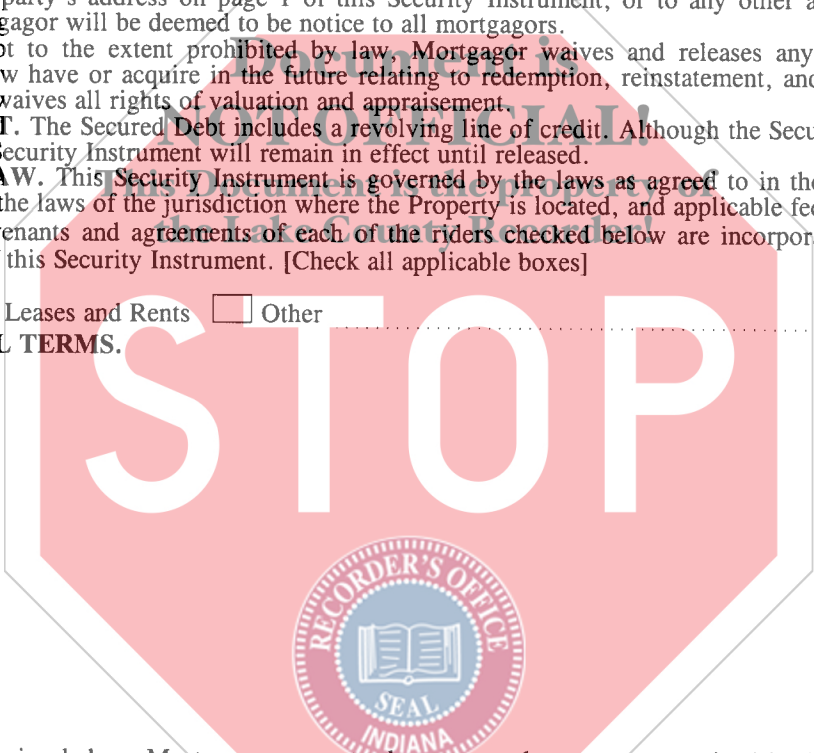 party's address on page 1 of this Security Instrument, or to any other a
gagor will be deemed to be notice to all mortgagors.
pt to the extent prohibited by law, Mortgagor waives and releases any
w have or acquire in the future relating to redemption, reinstatement, and
waives all rights of valuation and appraisement.
T. The Secured Debt includes a revolving line of credit. Although the Secu
Security Instrument will remain in effect until released.
AW. This Security Instrument is governed by the laws as agreed to in the
the laws of the jurisdiction where the Property is located, and applicable fe
enants and agreements of each of the riders checked below are incorpor
this Security Instrument. [Check all applicable boxes]
Leases and Rents Other
L TERMS.
Document is
NOT OFFICIAL!
This Document is the property of
the Lake County Recorder!
STOP
RECORDER'S OFFICE
SEAL
INDIANA